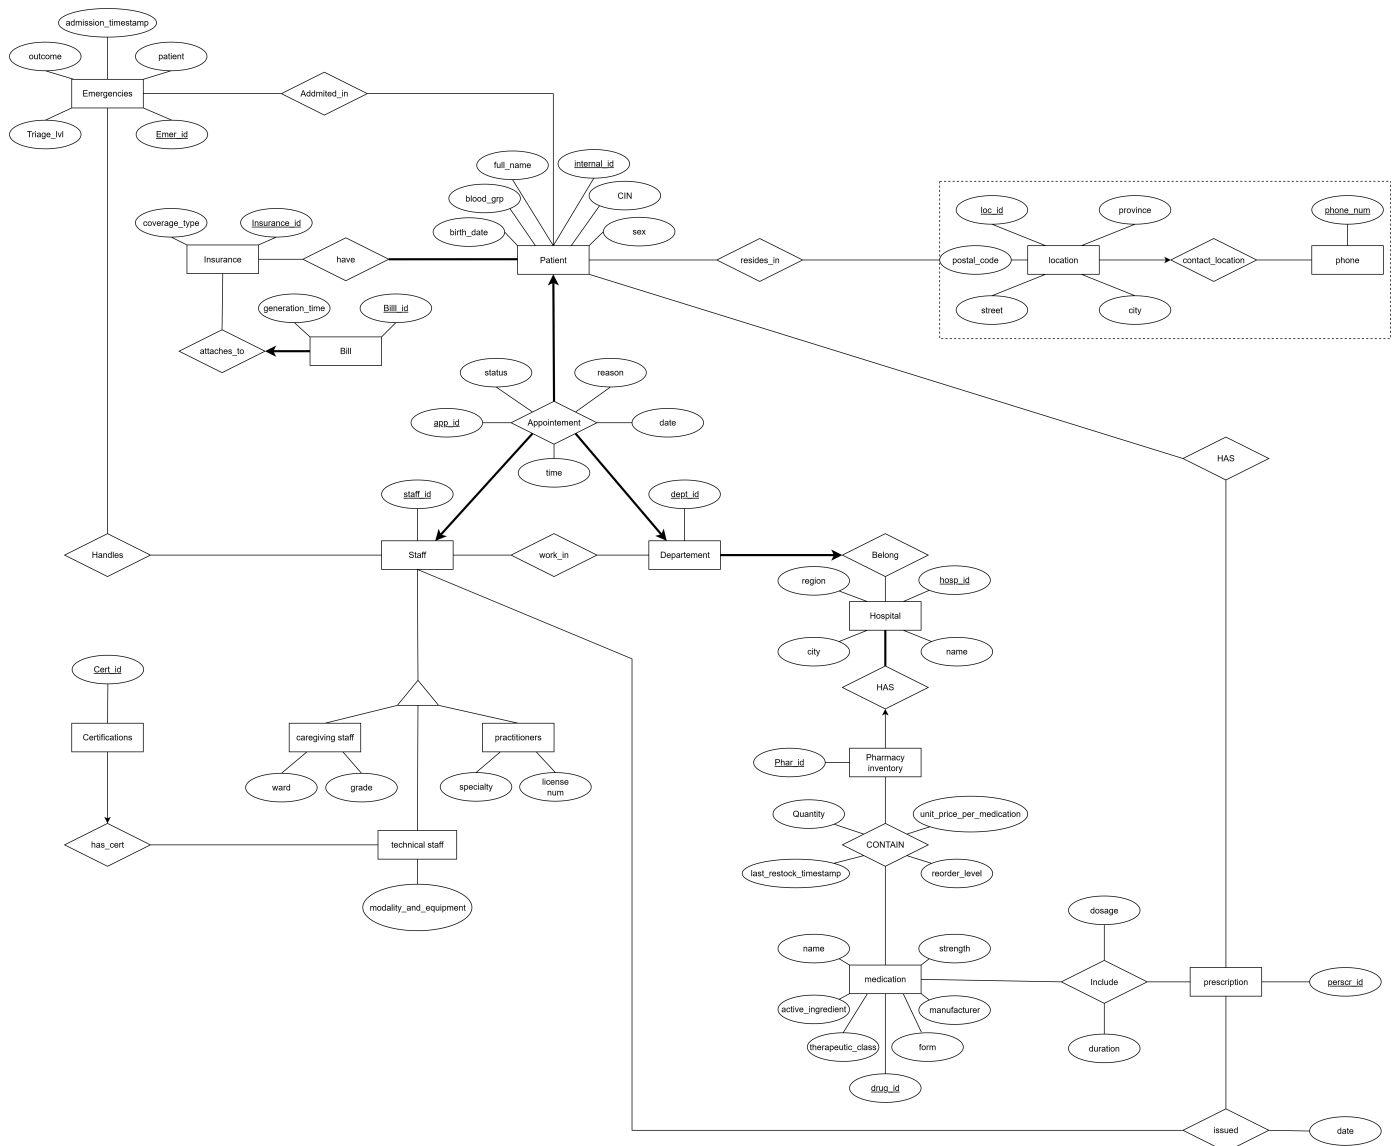 admission_timestamp
outcome
patient
Emergencies
Addmited_in
Triage_lvl
Emer_id
full_name
internal_id
blood_grp
CIN
birth_date
sex
Patient
coverage_type
Insurance_id
Insurance
have
resides_in
loc_id
province
phone_num
postal_code
location
contact_location
phone
street
city
generation_time
Billl_id
attaches_to
Bill
status
reason
app_id
Appointement
date
time
HAS
staff_id
dept_id
Handles
Staff
work_in
Departement
Belong
region
hosp_id
Hospital
city
name
HAS
Cert_id
Certifications
caregiving staff
practitioners
ward
grade
specialty
license
num
Phar_id
Pharmacy
inventory
has_cert
technical staff
modality_and_equipment
Quantity
unit_price_per_medication
CONTAIN
last_restock_timestamp
reorder_level
name
strength
medication
active_ingredient
manufacturer
therapeutic_class
form
drug_id
dosage
Include
duration
prescription
perscr_id
issued
date